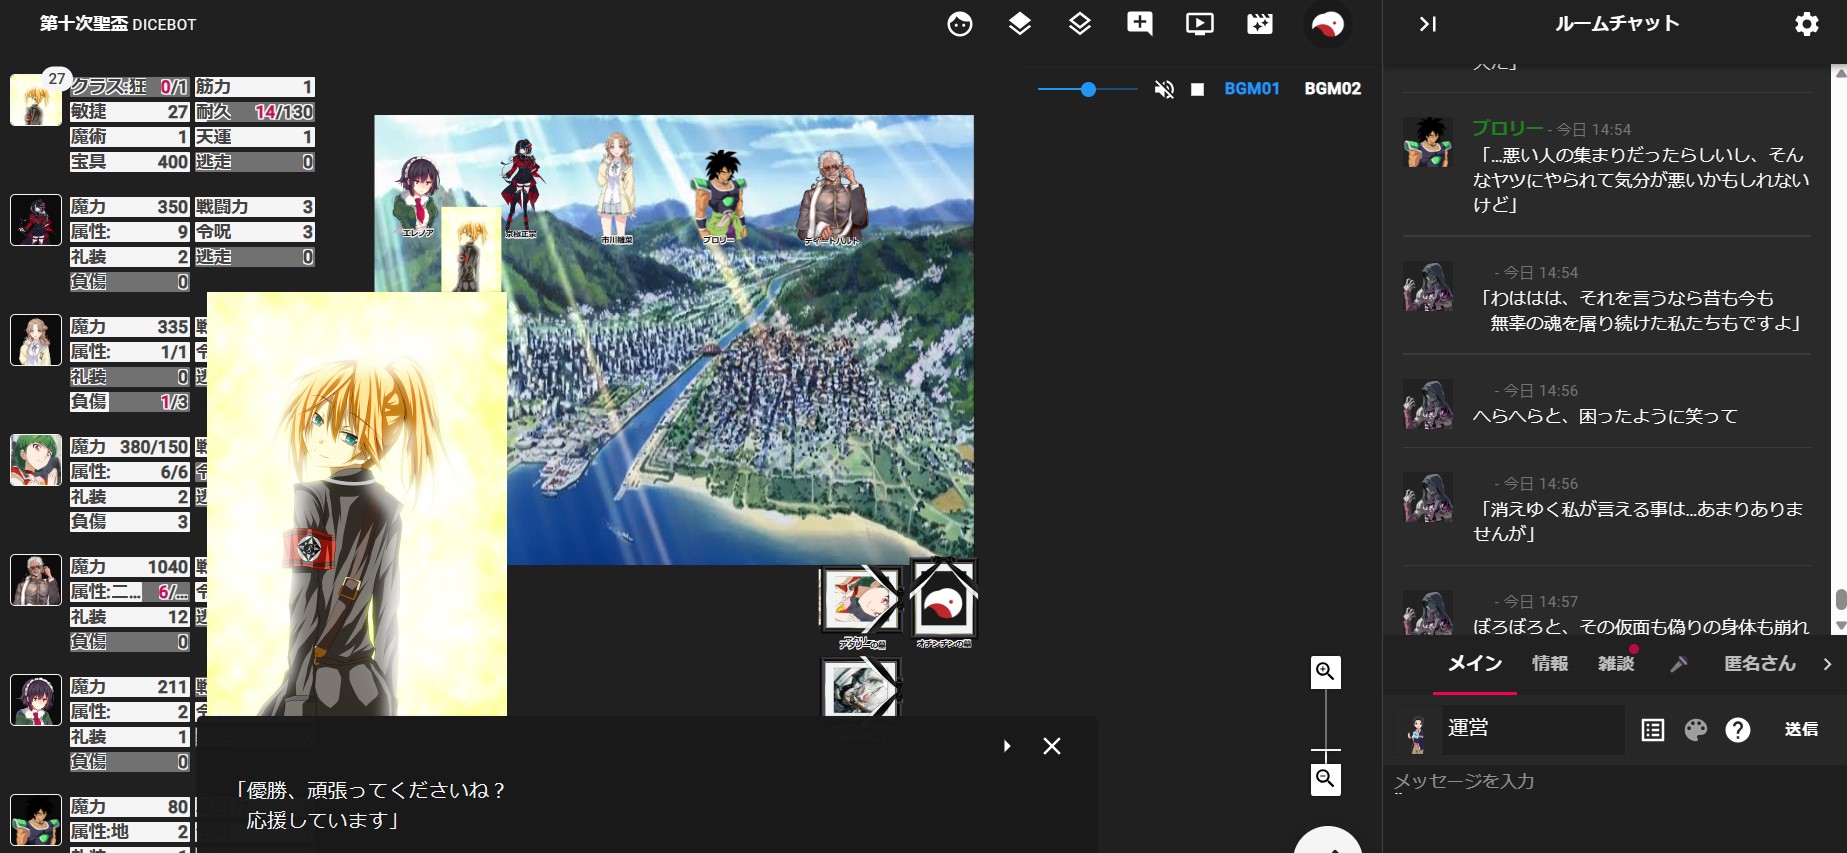 第十次聖盃 DICEBOT
ルームチャット
BGM01
BGM02
27
クラス:狂 0/1
筋力 1
敏捷 27
耐久 14/130
魔術 1
天運 1
宝具 400
逃走 0
魔力 350
戦闘力 3
属性: 9
令呪 3
礼装 2
逃走 0
負傷 0
魔力 335
戦
属性: 1/1
礼装 0
負傷 1/3
魔力 380/150
戦
属性: 6/6
礼装 2
負傷 3
魔力 1040
戦
属性:二... 6/...
礼装 12
負傷 0
魔力 211
戦
属性: 2
礼装 1
負傷 0
魔力 80
属性:地 2
エレノア
市川雛菜
ブロリー
ディートハルト
アタリーの墓
オチンチンの墓
「優勝、頑張ってくださいね？
応援しています」
ブロリー - 今日 14:54
「…悪い人の集まりだったらしいし、そん
なヤツにやられて気分が悪いかもしれない
けど」
- 今日 14:54
「わははは、それを言うなら昔も今も
無辜の魂を屠り続けた私たちもですよ」
- 今日 14:56
へらへらと、困ったように笑って
- 今日 14:56
「消えゆく私が言える事は…あまりありま
せんが」
- 今日 14:57
ぼろぼろと、その仮面も偽りの身体も崩れ
メイン
情報
雑談
匿名さん
運営
送信
メッセージを入力